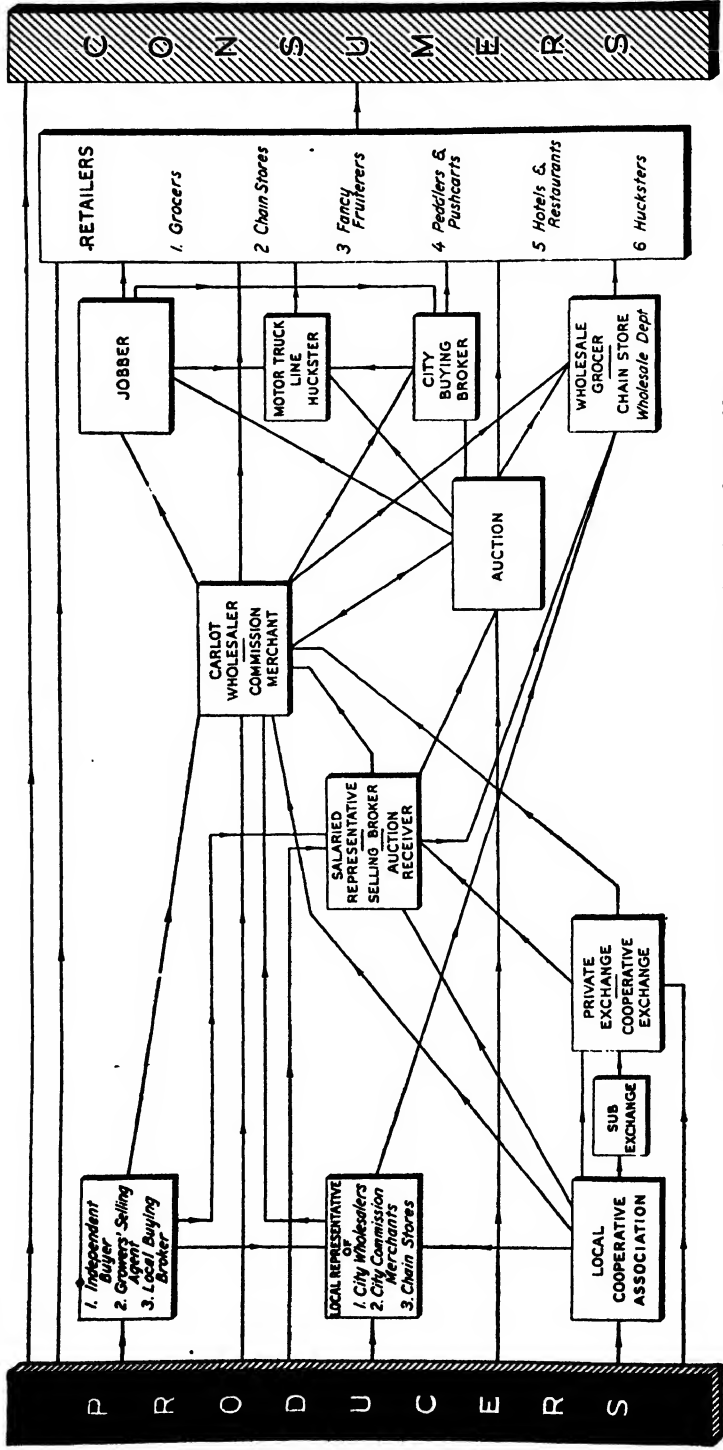 PRODUCERS
1. Independent
Buyer
2. Growers' Selling
Agent
3. Local Buying
Broker
LOCAL REPRESENTATIVE
OF
1. City Wholesalers
2. City Commission
Merchants
3. Chain Stores
LOCAL
COOPERATIVE
ASSOCIATION
SUB
EXCHANGE
PRIVATE
EXCHANGE
COOPERATIVE
EXCHANGE
SALARIED
REPRESENTATIVE
SELLING BROKER
AUCTION
RECEIVER
CARLOT
WHOLESALER
COMMISSION
MERCHANT
AUCTION
JOBBER
MOTOR TRUCK
LINE
HUCKSTER
CITY
BUYING
BROKER
WHOLESALE
GROCER
CHAIN STORE
Wholesale Dept
RETAILERS
1. Grocers
2 Chain Stores
3 Fancy
Fruiterers
4 Peddlers &
Pushcarts
5 Hotels &
Restaurants
6 Hucksters
CONSUMERS